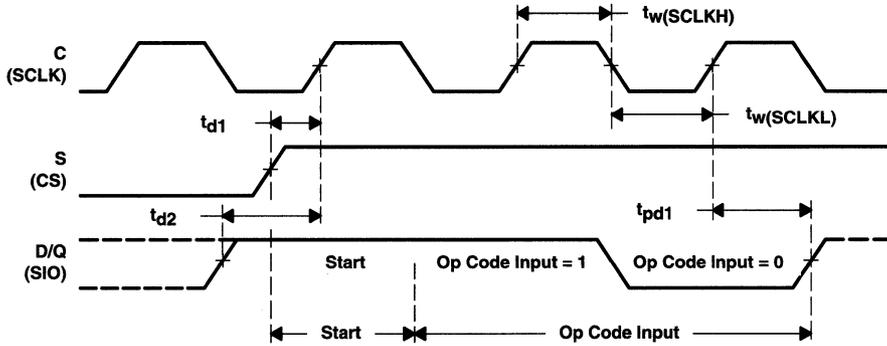 tw(SCLKH)
C
(SCLK)
td1
tw(SCLKL)
S
(CS)
td2
tpd1
D/Q
(SIO)
Start
Op Code Input = 1
Op Code Input = 0
Start
Op Code Input